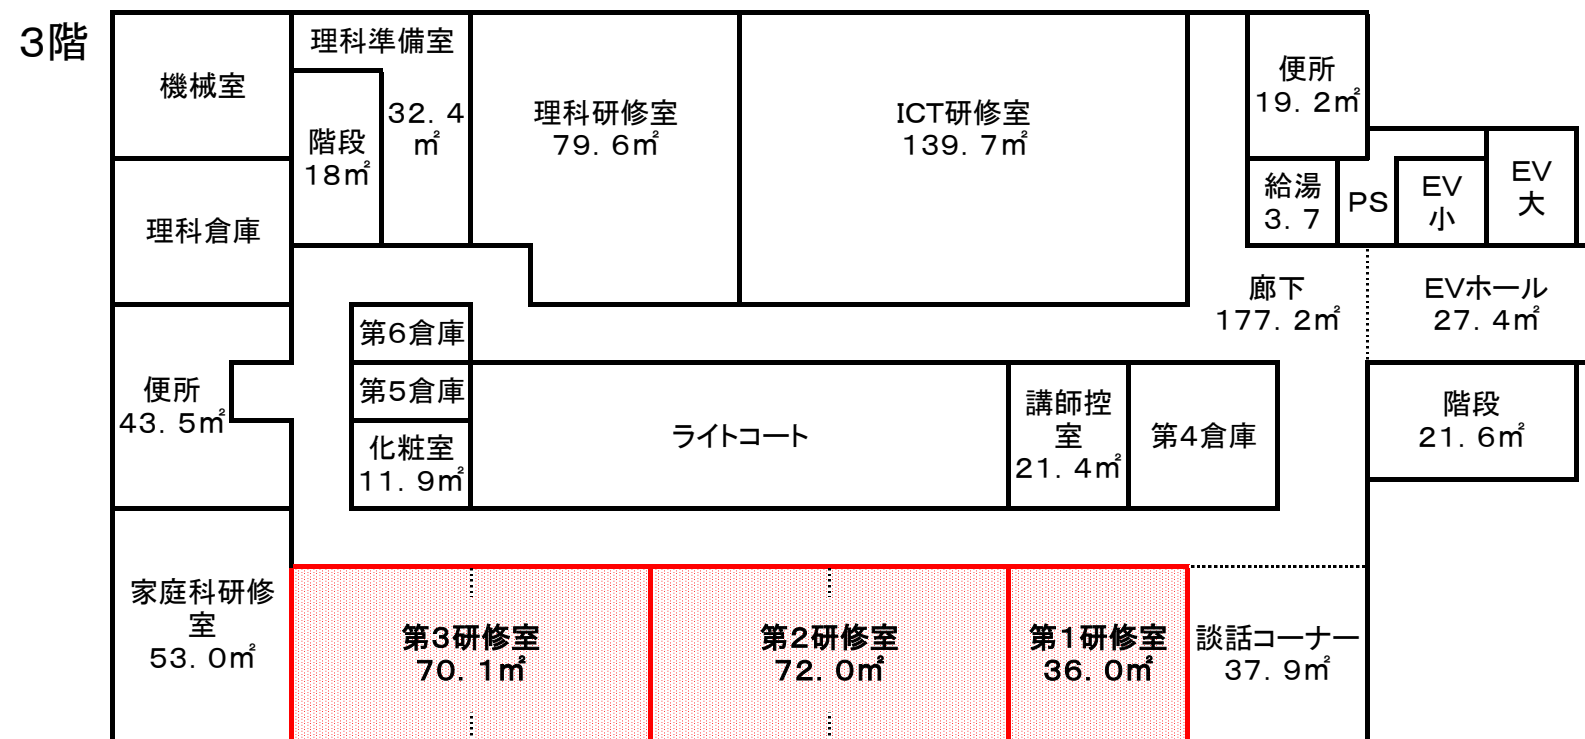 3階
機械室
理科準備室
32.4
㎡
階段
18㎡
理科研修室
79.6㎡
ICT研修室
139.7㎡
便所
19.2㎡
給湯
3.7
PS
EV
小
EV
大
理科倉庫
廊下
177.2㎡
EVホール
27.4㎡
第6倉庫
第5倉庫
化粧室
11.9㎡
便所
43.5㎡
ライトコート
講師控
室
21.4㎡
第4倉庫
階段
21.6㎡
家庭科研修
室
53.0㎡
第3研修室
70.1㎡
第2研修室
72.0㎡
第1研修室
36.0㎡
談話コーナー
37.9㎡